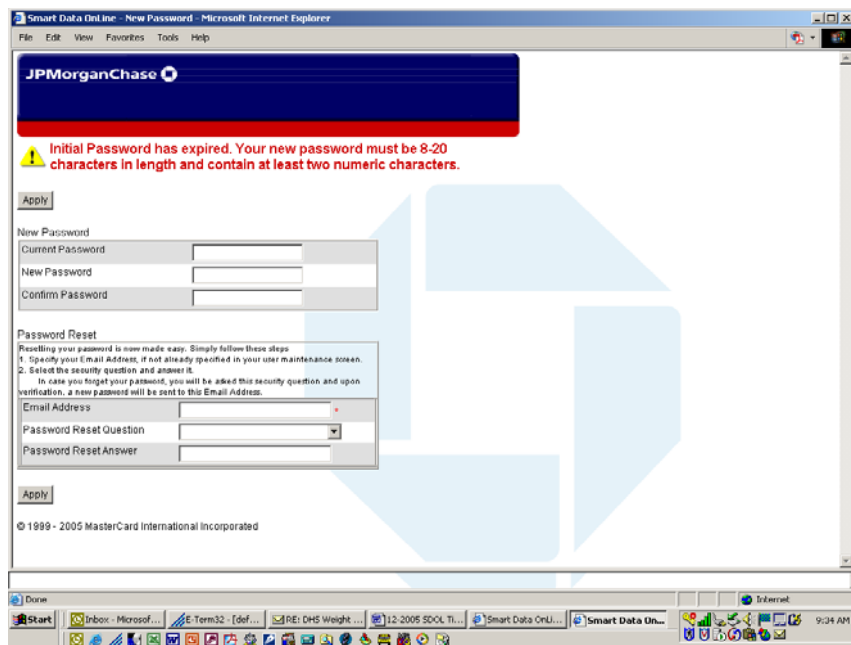 Smart Data OnLine - New Password - Microsoft Internet Explorer
File Edit View Favorites Tools Help
JPMorganChase
Initial Password has expired. Your new password must be 8-20
characters in length and contain at least two numeric characters.
Apply
New Password
Current Password
New Password
Confirm Password
Password Reset
Resetting your password is now made easy. Simply follow these steps
1. Specify your Email Address, if not already specified in your user maintenance screen.
2. Select the security question and answer it.
In case you forget your password, you will be asked this security question and upon
verification, a new password will be sent to this Email Address.
Email Address *
Password Reset Question
Password Reset Answer
Apply
© 1999 - 2005 MasterCard International Incorporated
Done Internet
Start Inbox - Microsof... E-Term32 - [def... RE: DHS Weight ... 12-2005 SDOL Ti... Smart Data OnLi... Smart Data On... 9:34 AM